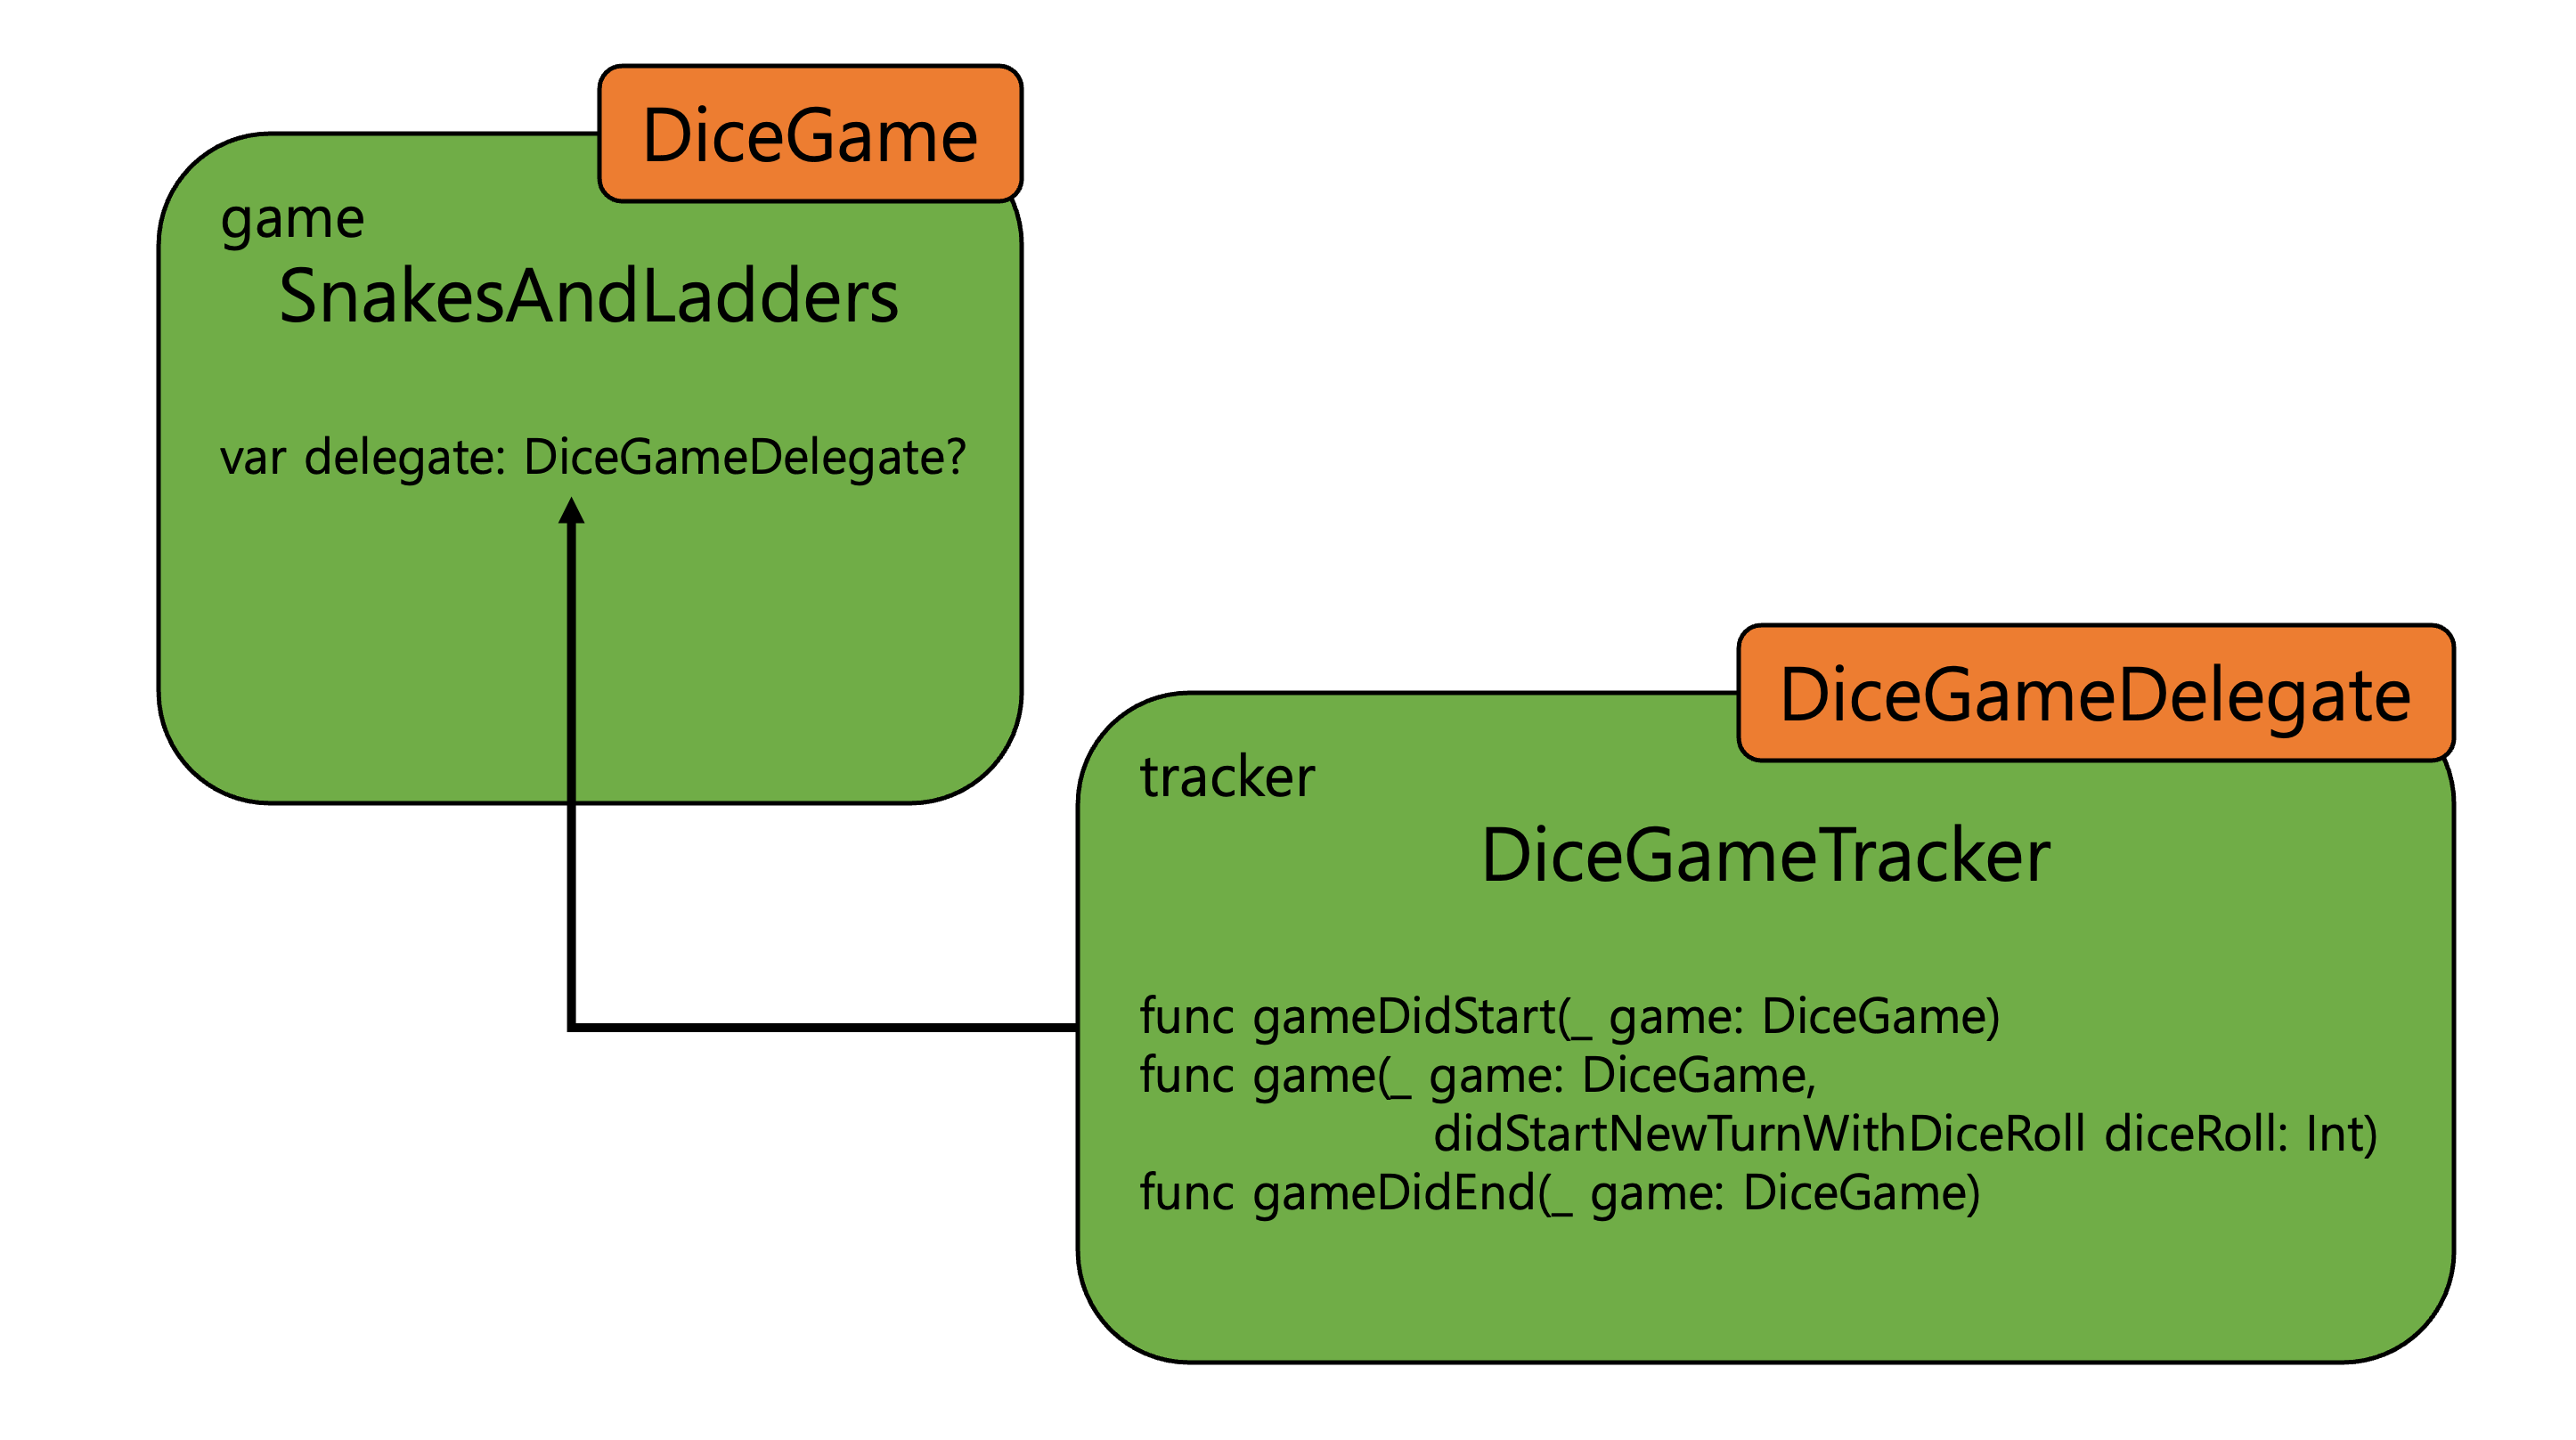 DiceGame
game
SnakesAndLadders
var delegate: DiceGameDelegate?
DiceGameDelegate
tracker
DiceGameTracker
func gameDidStart(_ game: DiceGame)
func game(_ game: DiceGame,
didStartNewTurnWithDiceRoll diceRoll: Int)
func gameDidEnd(_ game: DiceGame)